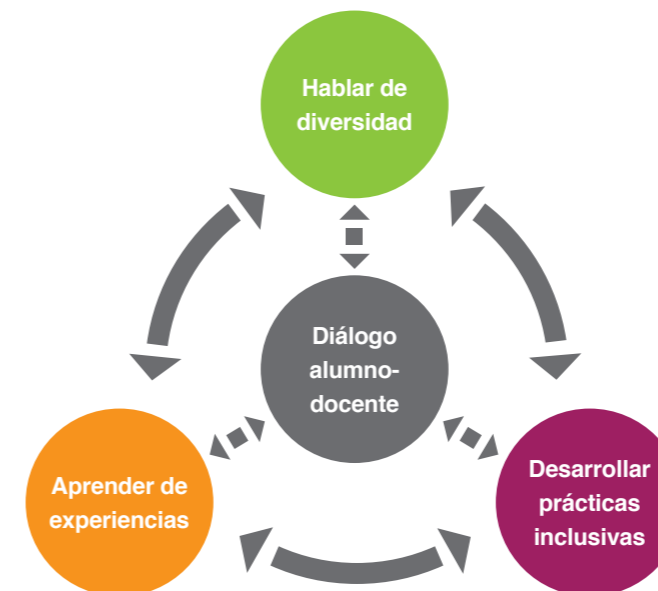 Hablar de
diversidad
Diálogo
alumno-
docente
Aprender de
experiencias
Desarrollar
prácticas
inclusivas